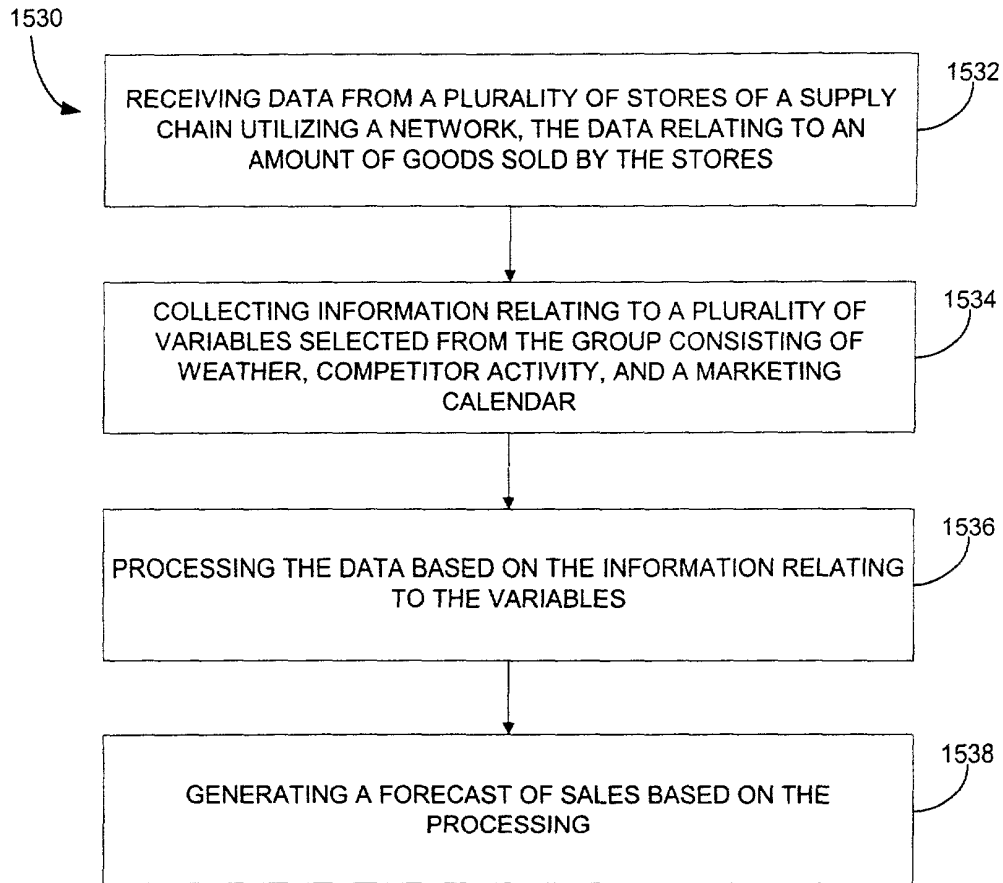 1530
1532
RECEIVING DATA FROM A PLURALITY OF STORES OF A SUPPLY
CHAIN UTILIZING A NETWORK, THE DATA RELATING TO AN
AMOUNT OF GOODS SOLD BY THE STORES
1534
COLLECTING INFORMATION RELATING TO A PLURALITY OF
VARIABLES SELECTED FROM THE GROUP CONSISTING OF
WEATHER, COMPETITOR ACTIVITY, AND A MARKETING
CALENDAR
1536
PROCESSING THE DATA BASED ON THE INFORMATION RELATING
TO THE VARIABLES
1538
GENERATING A FORECAST OF SALES BASED ON THE
PROCESSING